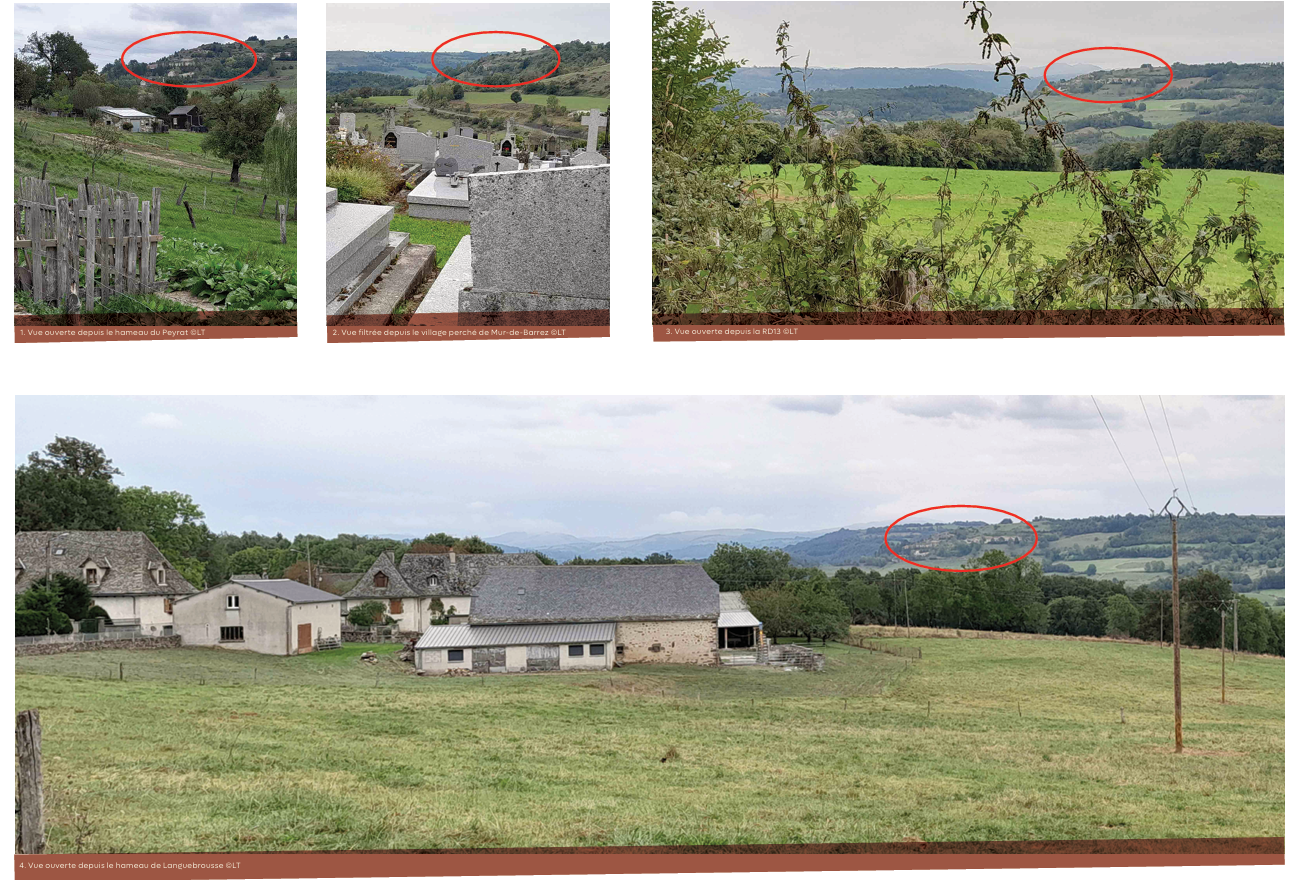 1. Vue ouverte depuis le hameau du Peyrat ©LT
2. Vue filtrée depuis le village perché de Mur-de-Barrez ©LT
3. Vue ouverte depuis la RD13 ©LT
4. Vue ouverte depuis le hameau de Languebrousse ©LT